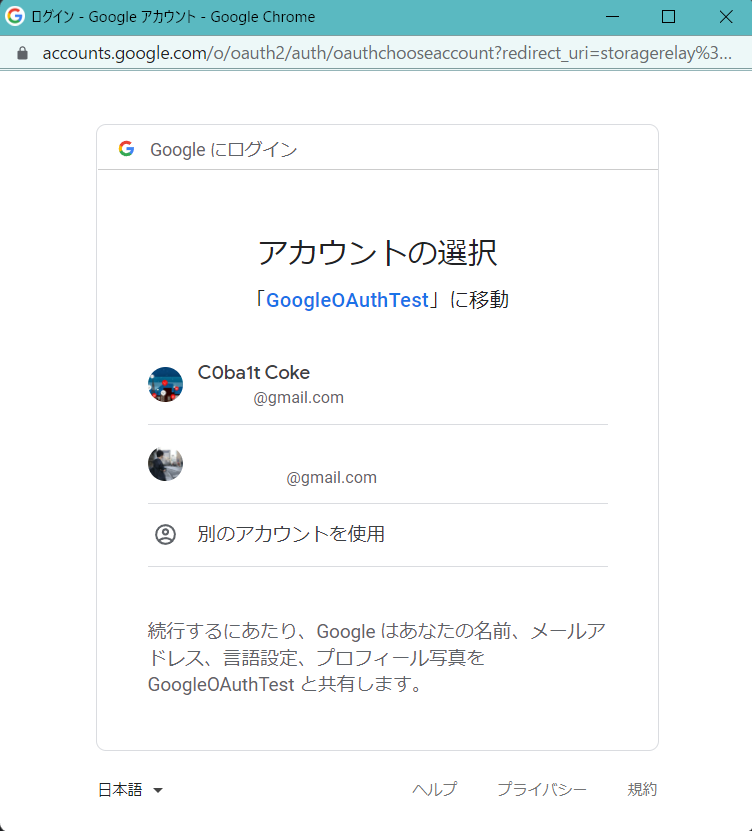 ログイン - Google アカウント - Google Chrome
accounts.google.com/o/oauth2/auth/oauthchooseaccount?redirect_uri=storagerelay%3...
Google にログイン
アカウントの選択
「GoogleOAuthTest」に移動
C0ba1t Coke
@gmail.com
@gmail.com
別のアカウントを使用
続行するにあたり、Google はあなたの名前、メールア
ドレス、言語設定、プロフィール写真を
GoogleOAuthTest と共有します。
日本語 ヘルプ プライバシー 規約